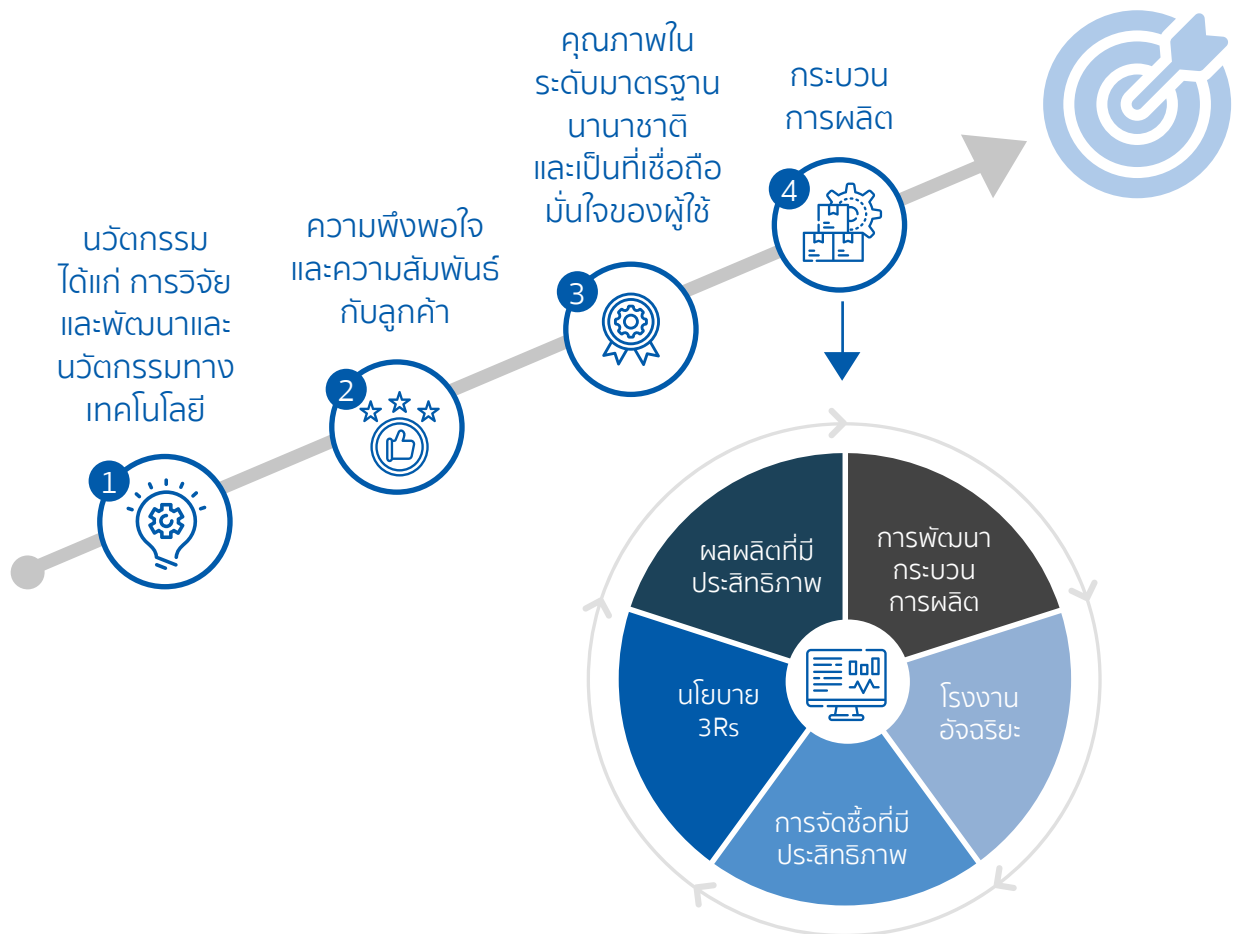 1
นวัตกรรม
ได้แก่ การวิจัย
และพัฒนาและ
นวัตกรรมทาง
เทคโนโลยี
2
ความพึงพอใจ
และความสัมพันธ์
กับลูกค้า
3
คุณภาพใน
ระดับมาตรฐาน
นานาชาติ
และเป็นที่เชื่อถือ
มั่นใจของผู้ใช้
4
กระบวน
การผลิต
การพัฒนา
กระบวน
การผลิต
โรงงาน
อัจฉริยะ
การจัดซื้อที่มี
ประสิทธิภาพ
นโยบาย
3Rs
ผลผลิตที่มี
ประสิทธิภาพ